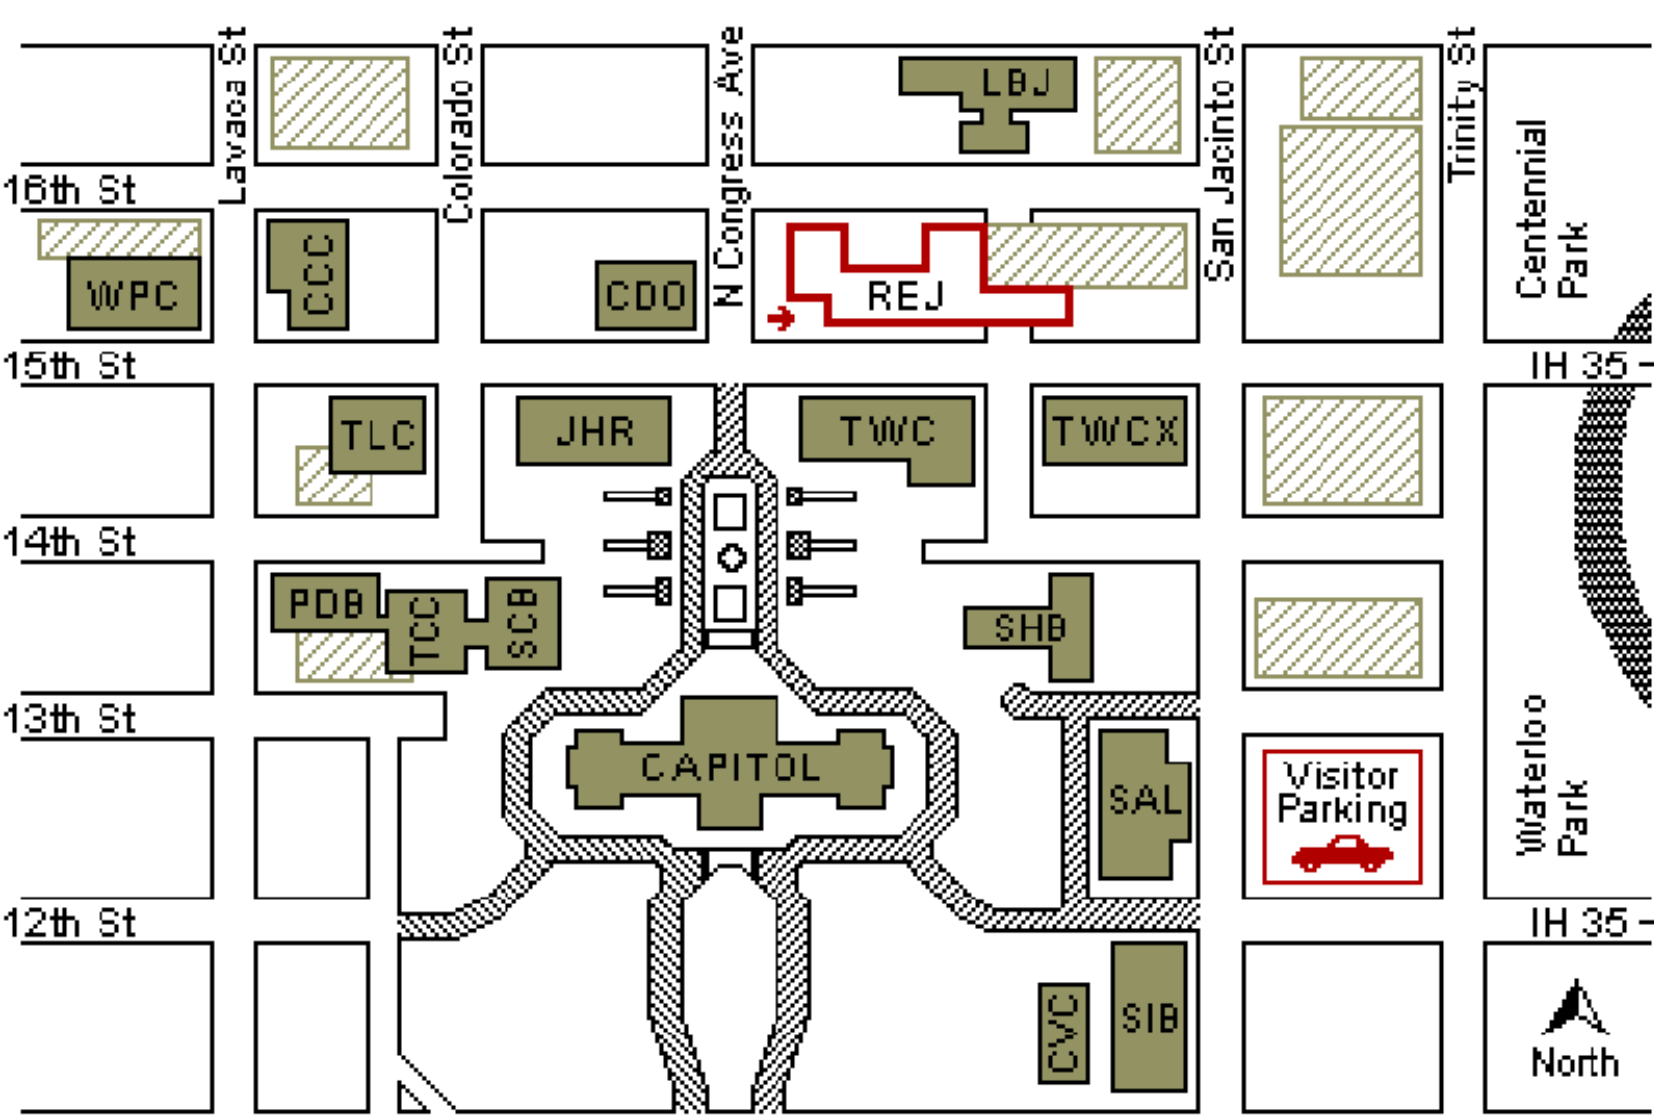 Lavaca St
Colorado St
N Congress Ave
San Jacinto St
Trinity St
LBJ
16th St
Centennial
Park
WPC
CCC
CDO
REJ
15th St
IH 35
TLC
JHR
TWC
TWCX
14th St
PDB
TCC
SCB
SHB
13th St
CAPITOL
SAL
Visitor
Parking
Waterloo
Park
12th St
IH 35
CVC
SIB
North